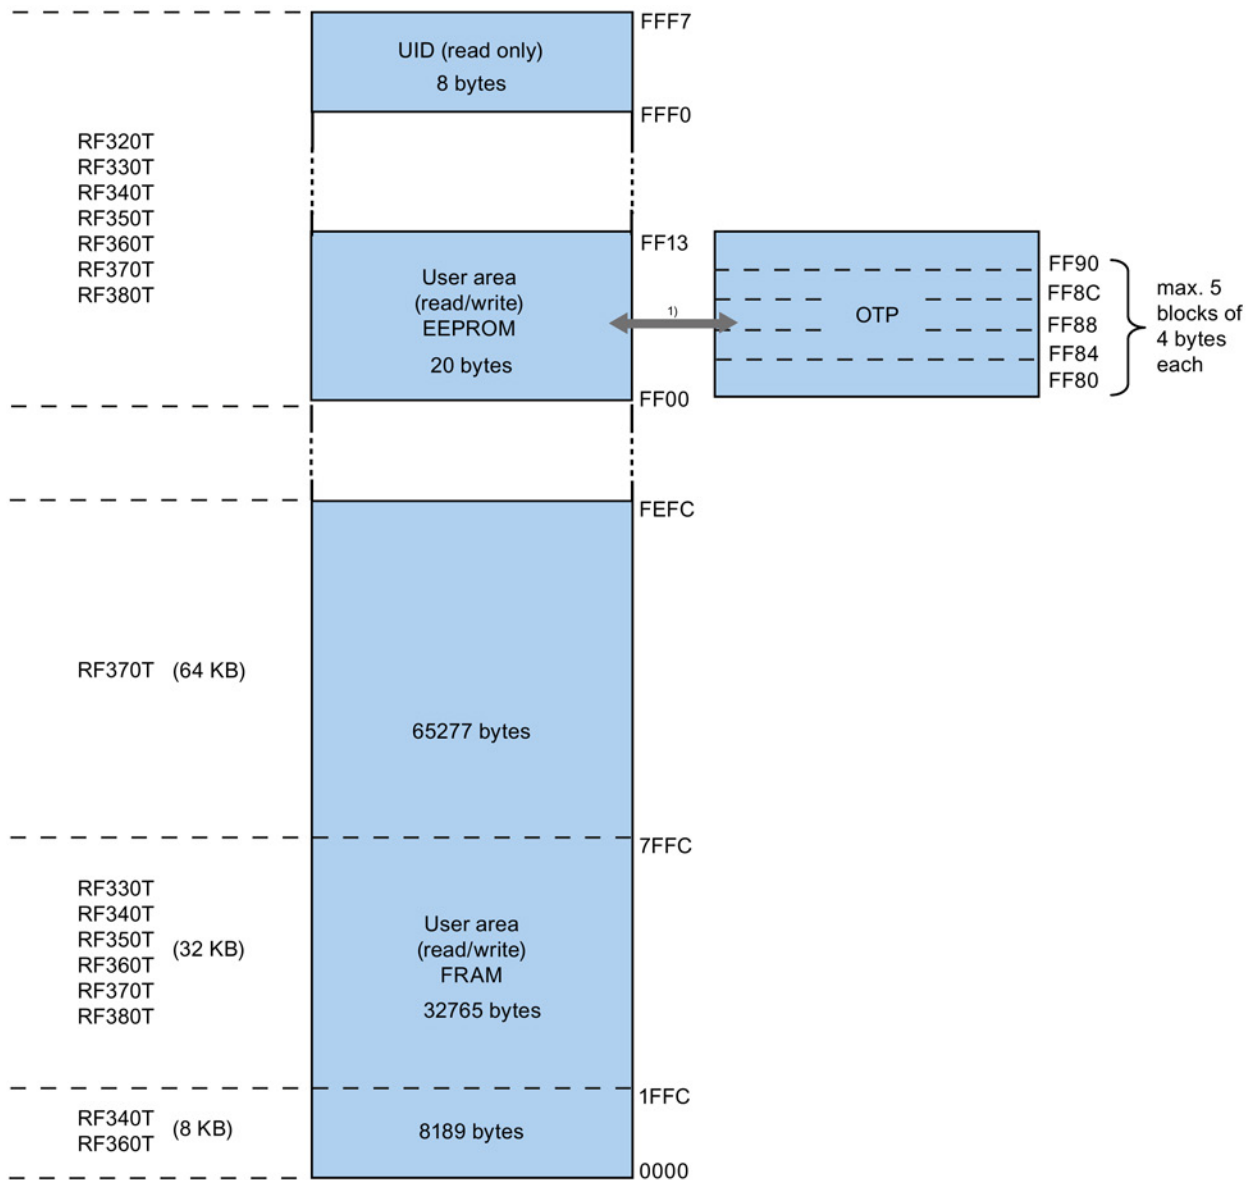 FFF7
UID (read only)
8 bytes
FFF0
RF320T
RF330T
RF340T
RF350T
RF360T
RF370T
RF380T
FF13
User area
(read/write)
EEPROM
20 bytes
FF00
1)
OTP
FF90
FF8C
FF88
FF84
FF80
max. 5
blocks of
4 bytes
each
FEFC
RF370T (64 KB)
65277 bytes
7FFC
RF330T
RF340T
RF350T
RF360T
RF370T
RF380T
(32 KB)
User area
(read/write)
FRAM
32765 bytes
1FFC
RF340T
RF360T
(8 KB)
8189 bytes
0000